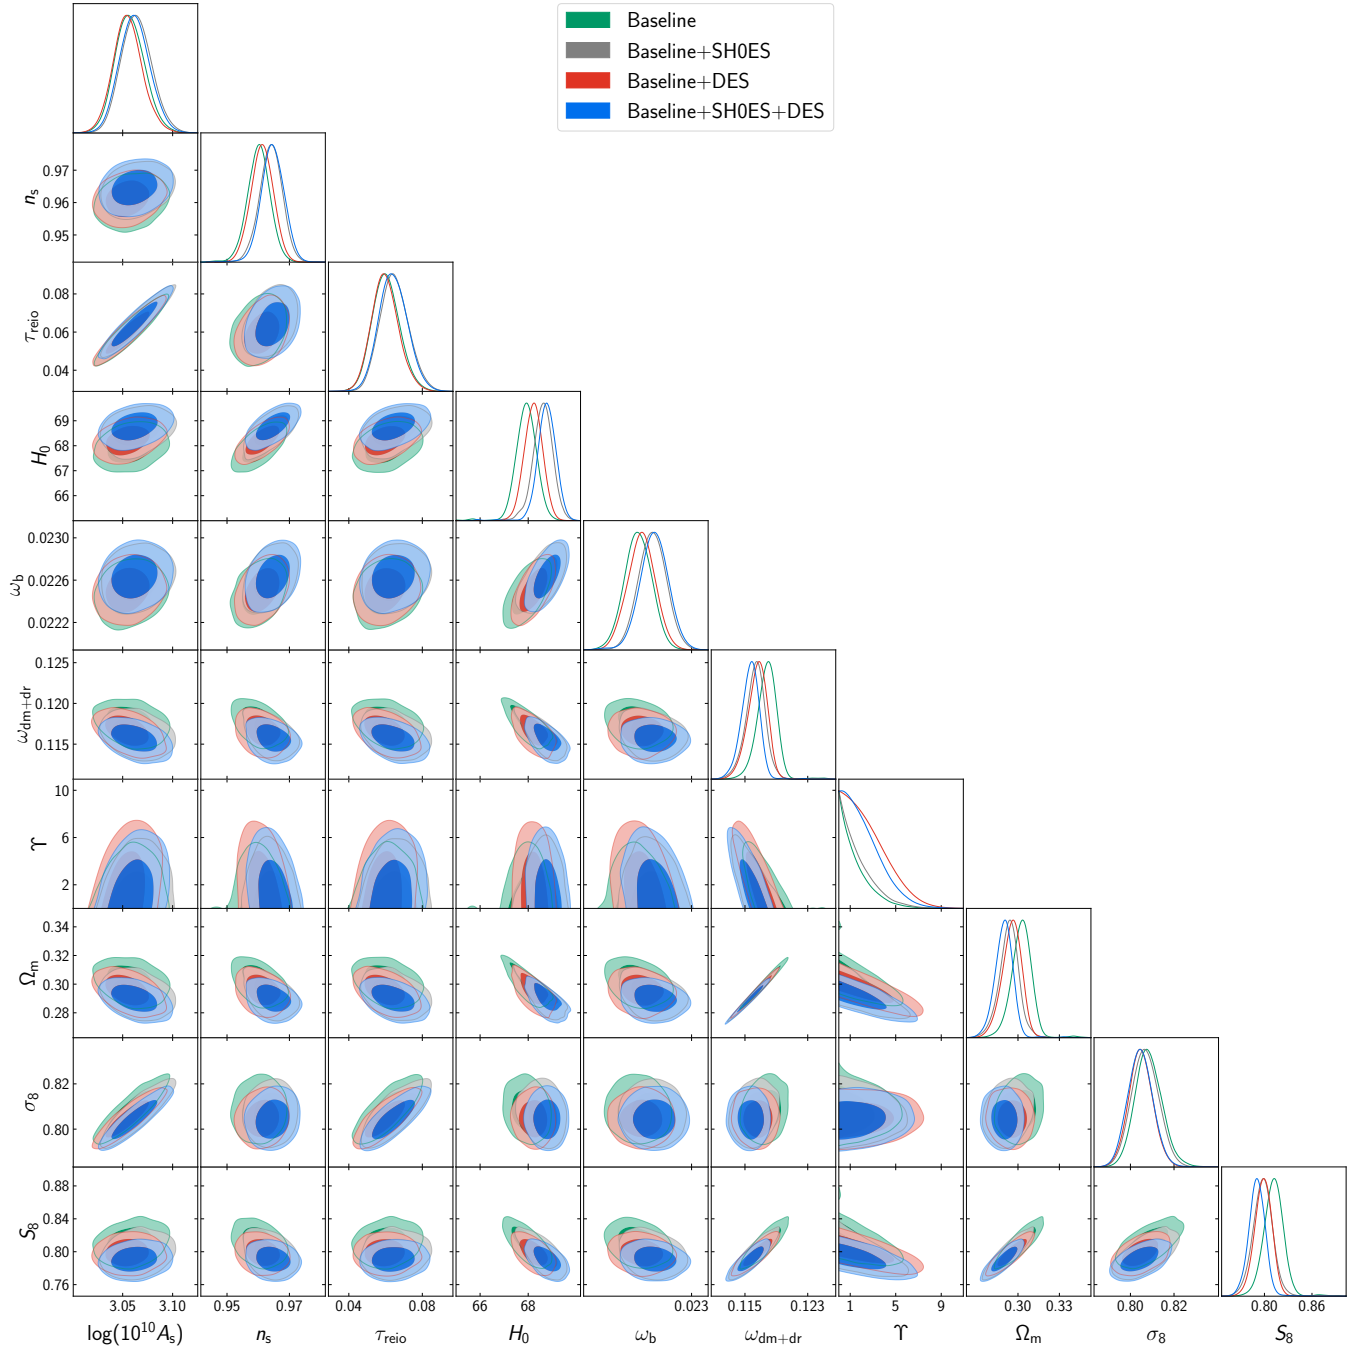 Baseline
Baseline+SH0ES
Baseline+DES
Baseline+SH0ES+DES
0.97
0.96
0.95
n_s
0.08
0.06
0.04
τ_reio
69
68
67
66
H_0
0.0230
0.0226
0.0222
ω_b
0.125
0.120
0.115
ω_dm+dr
10
6
2
ϒ
0.34
0.32
0.30
0.28
Ω_m
0.82
0.80
σ_8
0.88
0.84
0.80
0.76
S_8
3.05 3.10 0.95 0.97 0.04 0.08 66 68 0.023 0.115 0.123 1 5 9 0.30 0.33 0.80 0.82 0.80 0.86
log(10^10 A_s) n_s τ_reio H_0 ω_b ω_dm+dr ϒ Ω_m σ_8 S_8